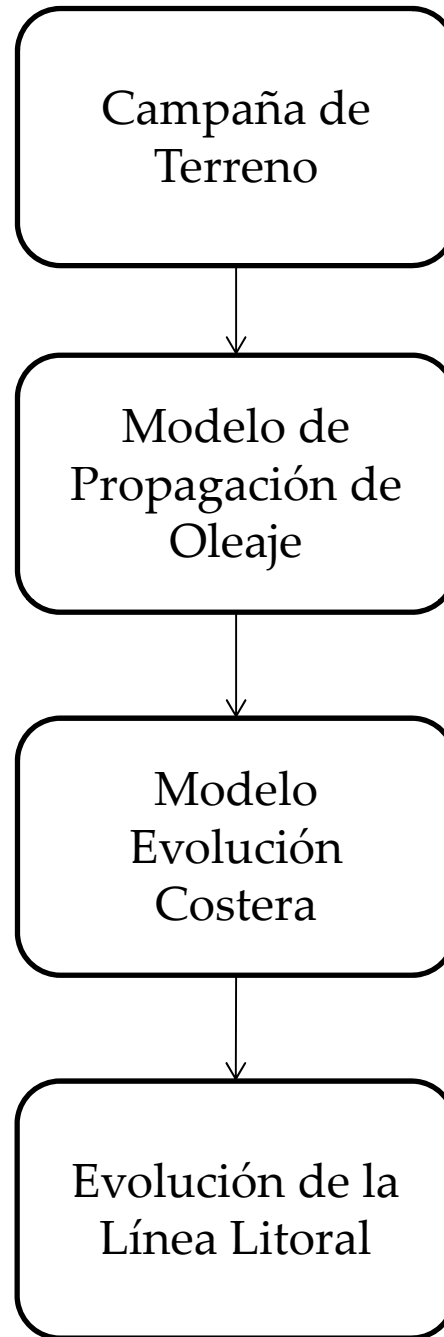 Campaña de
Terreno
Modelo de
Propagación de
Oleaje
Modelo
Evolución
Costera
Evolución de la
Línea Litoral